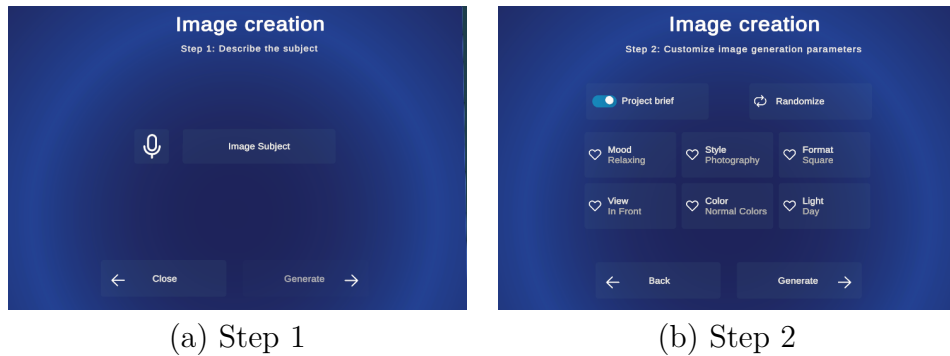 Image creation
Step 1: Describe the subject
Image Subject
Close
Generate
(a) Step 1
Image creation
Step 2: Customize image generation parameters
Project brief
Randomize
Mood
Relaxing
Style
Photography
Format
Square
View
In Front
Color
Normal Colors
Light
Day
Back
Generate
(b) Step 2